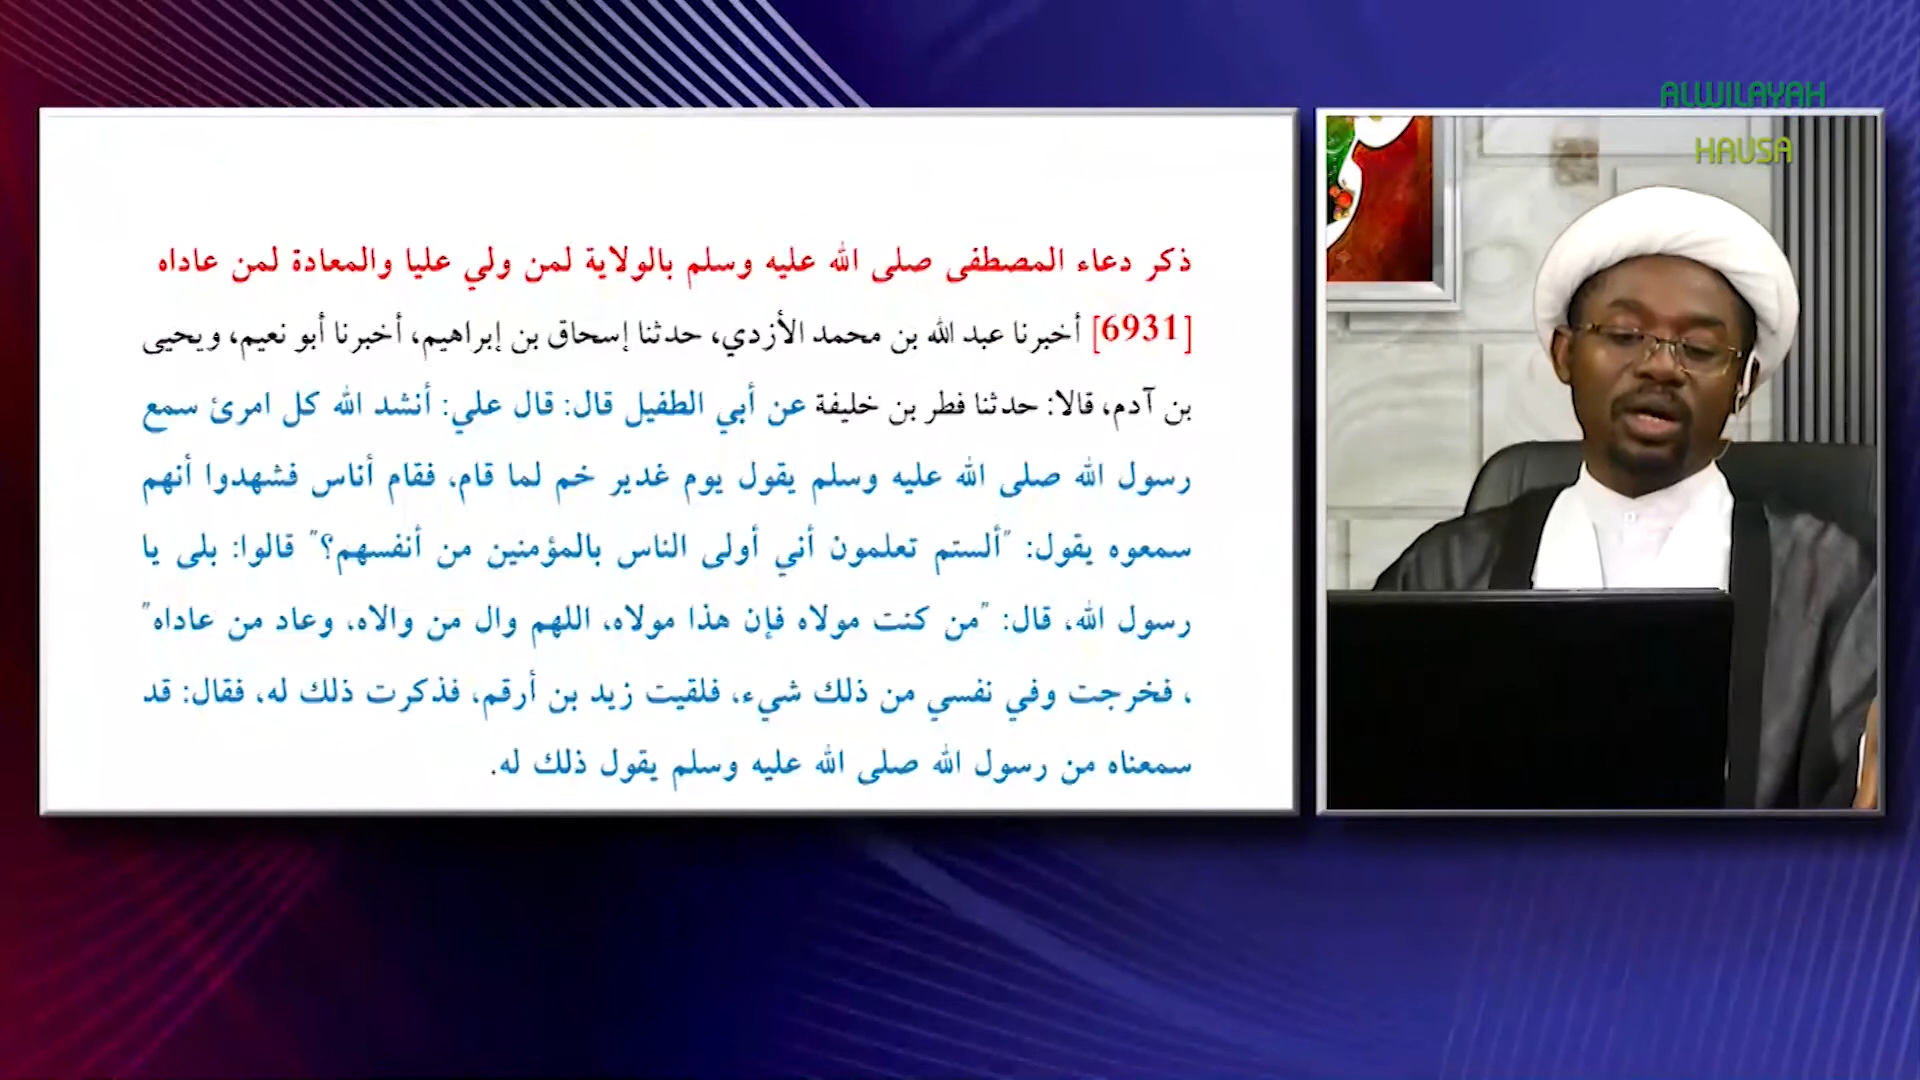 ALWILAYAH
HAUSA
ذكر دعاء المصطفى صلى الله عليه وسلم بالولاية لمن ولي عليا والمعادة لمن عاداه
[6931] أخبرنا عبد الله بن محمد الأزدي، حدثنا إسحاق بن إبراهيم، أخبرنا أبو نعيم، ويحيى
بن آدم، قالا: حدثنا فطر بن خليفة عن أبي الطفيل قال: قال علي: أنشد الله كل امرئ سمع
رسول الله صلى الله عليه وسلم يقول يوم غدير خم لما قام، فقام أناس فشهدوا أنهم
سمعوه يقول: "ألستم تعلمون أني أولى الناس بالمؤمنين من أنفسهم؟" قالوا: بلى يا
رسول الله، قال: "من كنت مولاه فإن هذا مولاه، اللهم وال من والاه، وعاد من عاداه"
، فخرجت وفي نفسي من ذلك شيء، فلقيت زيد بن أرقم، فذكرت ذلك له، فقال: قد
سمعناه من رسول الله صلى الله عليه وسلم يقول ذلك له.